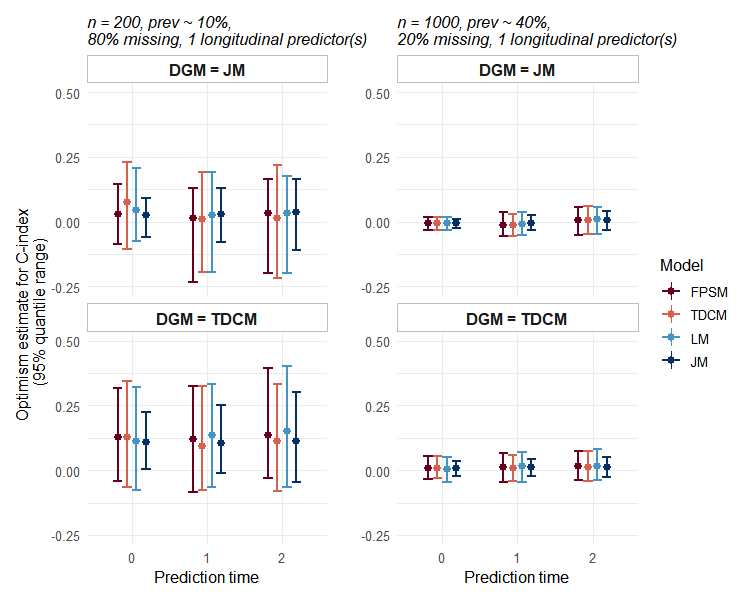 n = 200, prev ~ 10%,
80% missing, 1 longitudinal predictor(s)
n = 1000, prev ~ 40%,
20% missing, 1 longitudinal predictor(s)
DGM = JM
DGM = JM
0.50
0.25
0.00
-0.25
0.50
0.25
0.00
-0.25
DGM = TDCM
DGM = TDCM
0.50
0.25
0.00
-0.25
0.50
0.25
0.00
-0.25
0
1
2
0
1
2
Prediction time
Prediction time
Optimism estimate for C-index
(95% quantile range)
Model
FPSM
TDCM
LM
JM